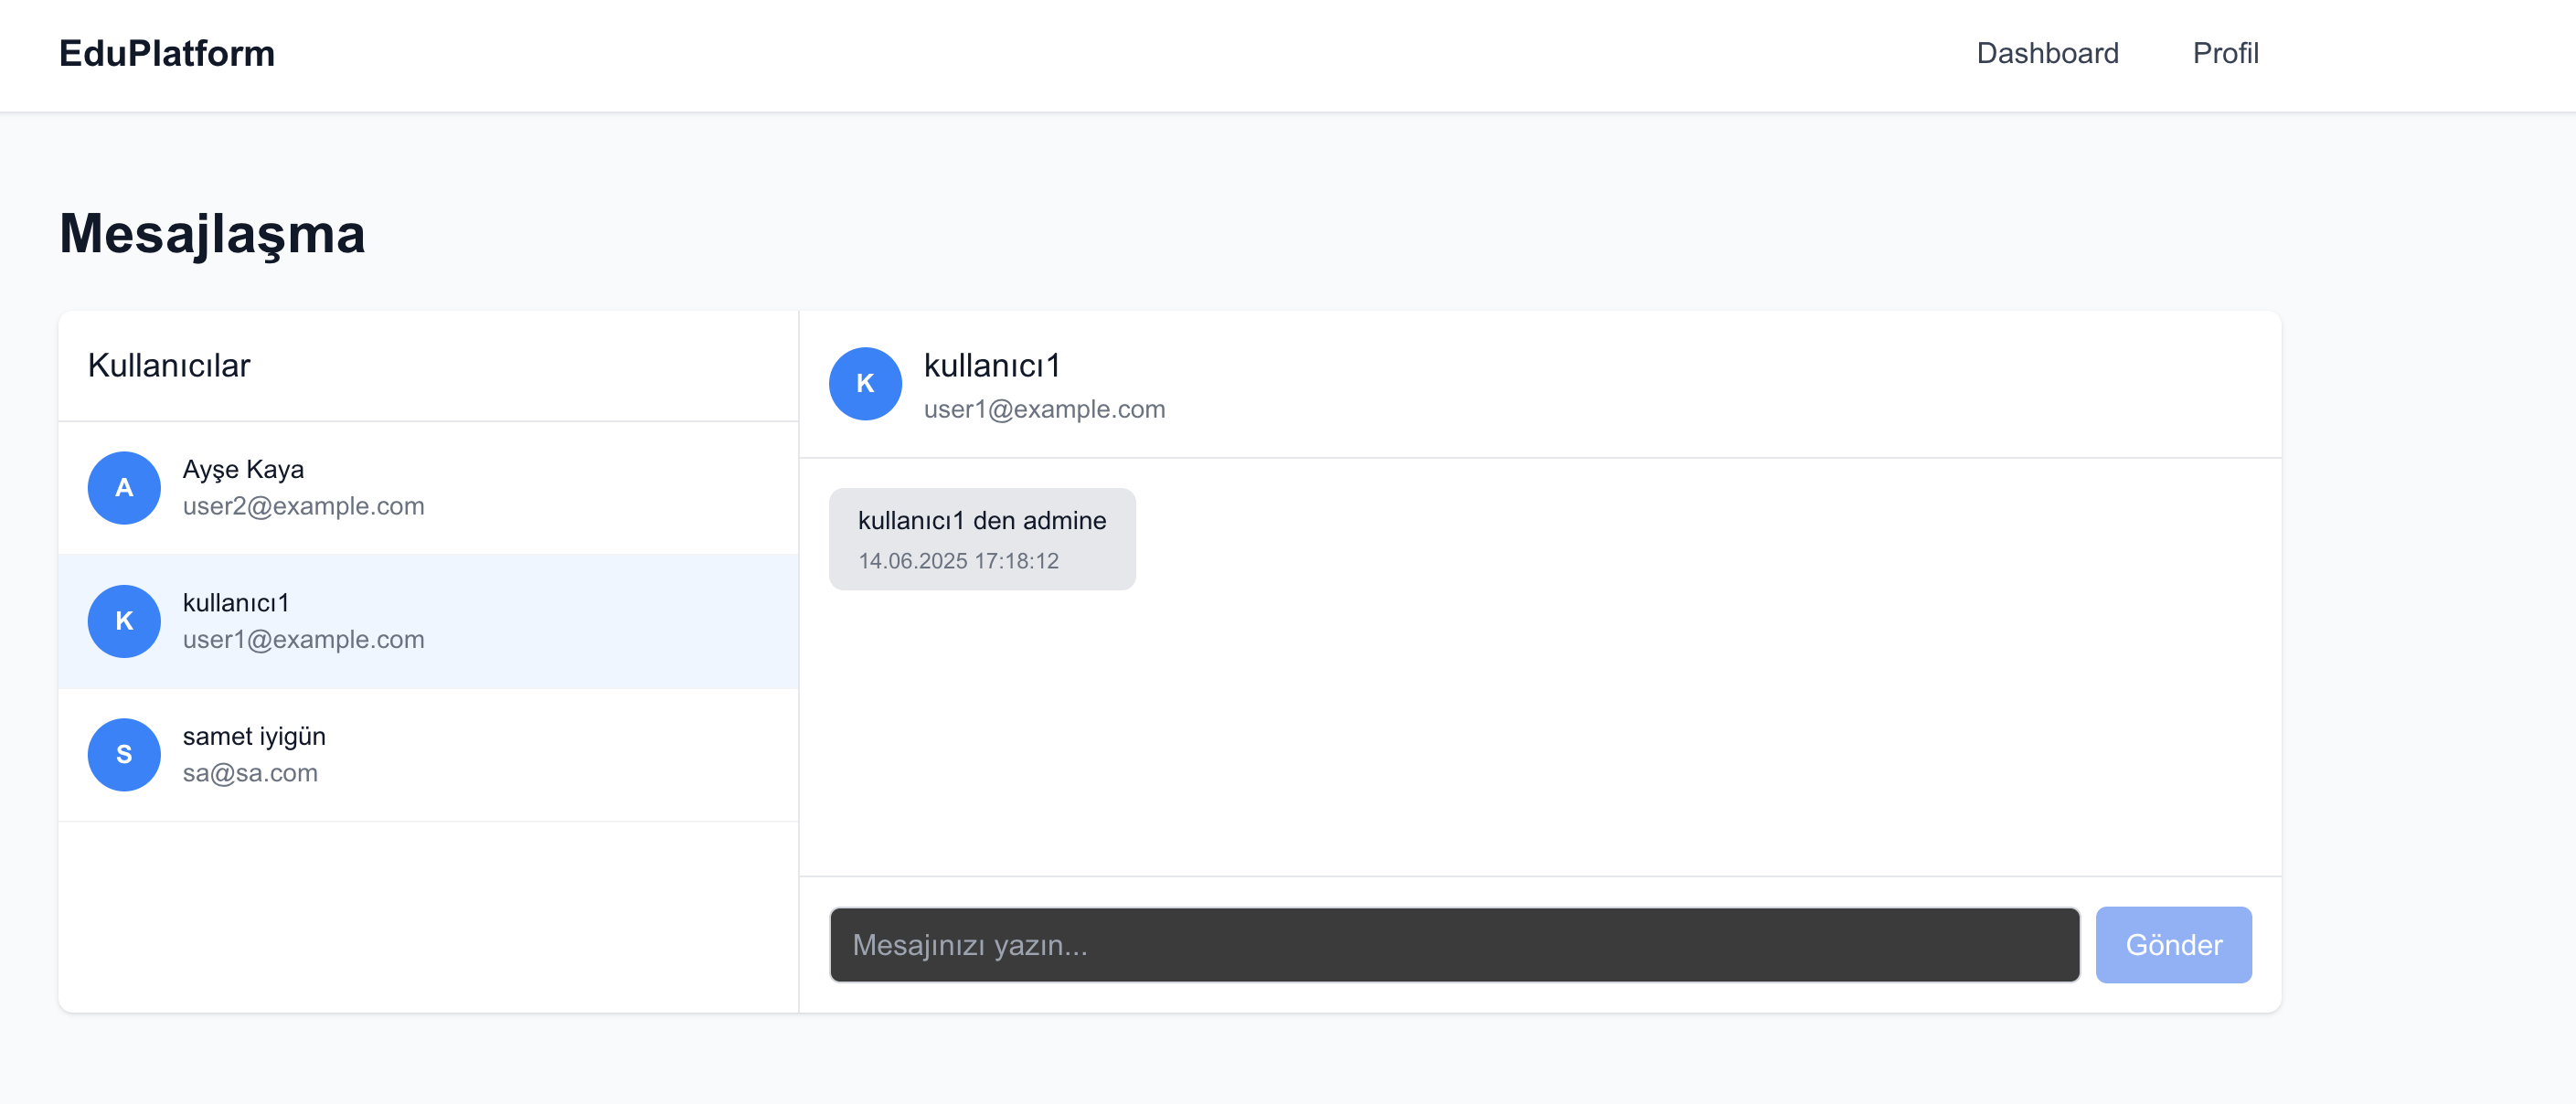 EduPlatform
Dashboard
Profil
Mesajlaşma
Kullanıcılar
A
Ayşe Kaya
user2@example.com
K
kullanıcı1
user1@example.com
S
samet iyigün
sa@sa.com
K
kullanıcı1
user1@example.com
kullanıcı1 den admine
14.06.2025 17:18:12
Mesajınızı yazın...
Gönder